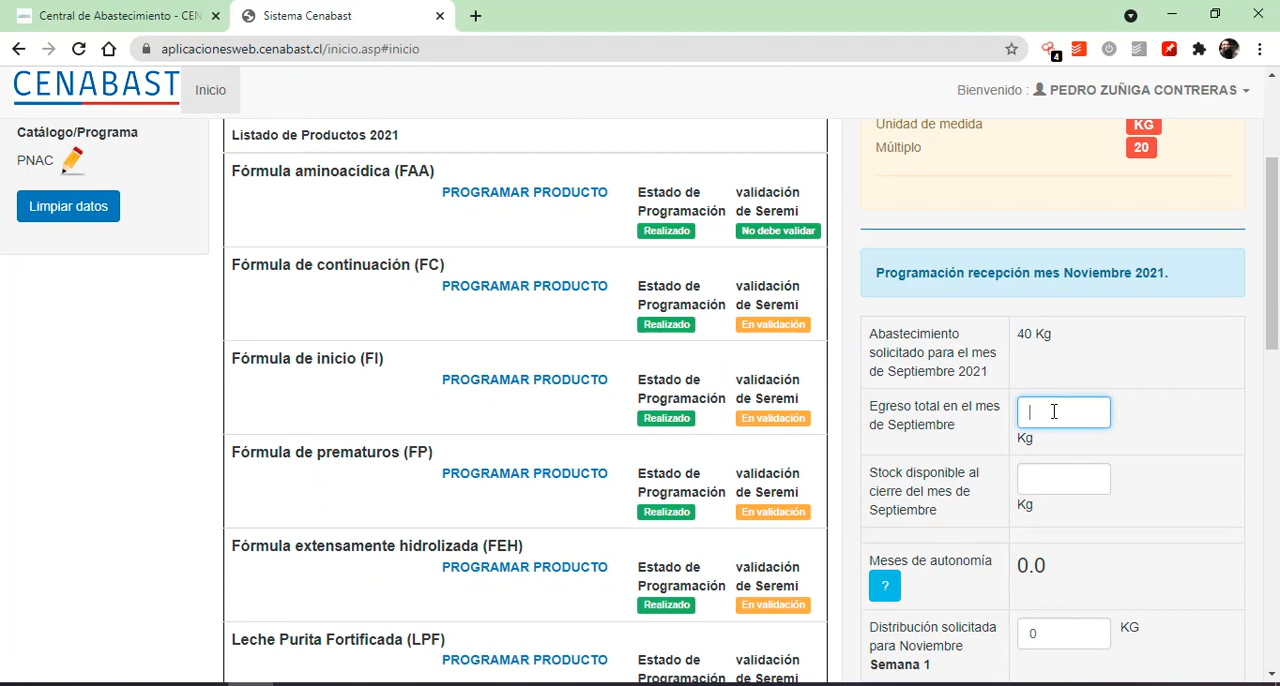 Central de Abastecimiento - CEN
Sistema Cenabast
aplicacionesweb.cenabast.cl/inicio.asp#inicio
4
CENABAST
Inicio
Bienvenido : PEDRO ZUÑIGA CONTRERAS
Catálogo/Programa
PNAC
Limpiar datos
Listado de Productos 2021
Fórmula aminoacídica (FAA)
PROGRAMAR PRODUCTO
Estado de Programación
validación de Seremi
Realizado
No debe validar
Fórmula de continuación (FC)
PROGRAMAR PRODUCTO
Estado de Programación
validación de Seremi
Realizado
En validación
Fórmula de inicio (FI)
PROGRAMAR PRODUCTO
Estado de Programación
validación de Seremi
Realizado
En validación
Fórmula de prematuros (FP)
PROGRAMAR PRODUCTO
Estado de Programación
validación de Seremi
Realizado
En validación
Fórmula extensamente hidrolizada (FEH)
PROGRAMAR PRODUCTO
Estado de Programación
validación de Seremi
Realizado
En validación
Leche Purita Fortificada (LPF)
PROGRAMAR PRODUCTO
Estado de Programación
validación de Seremi
Unidad de medida
KG
Múltiplo
20
Programación recepción mes Noviembre 2021.
Abastecimiento
solicitado para el mes
de Septiembre 2021
40 Kg
Egreso total en el mes
de Septiembre
Kg
Stock disponible al
cierre del mes de
Septiembre
Kg
Meses de autonomía
?
0.0
Distribución solicitada
para Noviembre
Semana 1
0
KG